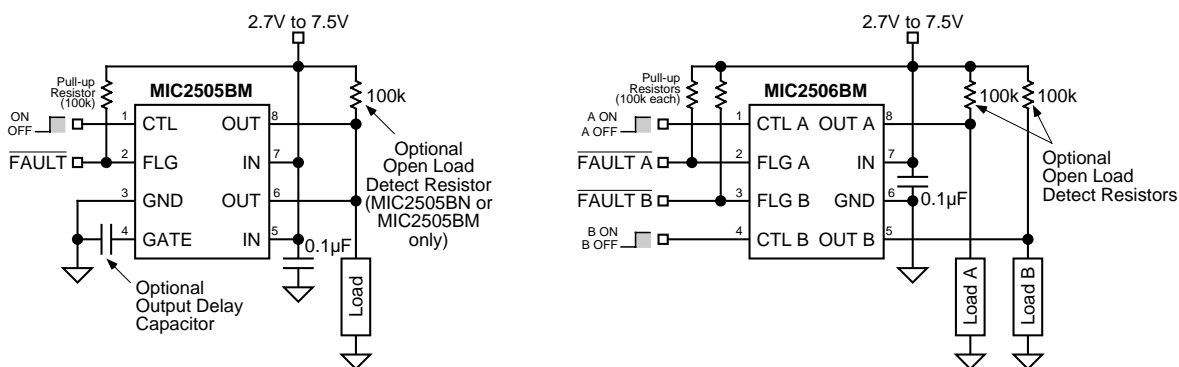 2.7V to 7.5V
Pull-up
Resistor
(100k)
MIC2505BM
100k
ON
OFF
1
CTL
OUT
8
FAULT
2
FLG
IN
7
3
GND
OUT
6
4
GATE
IN
5
Optional
Open Load
Detect Resistor
(MIC2505BN or
MIC2505BM
only)
0.1µF
Load
Optional
Output Delay
Capacitor
2.7V to 7.5V
Pull-up
Resistors
(100k each)
MIC2506BM
100k
100k
A ON
A OFF
1
CTL A
OUT A
8
FAULT A
2
FLG A
IN
7
FAULT B
3
FLG B
GND
6
B ON
B OFF
4
CTL B
OUT B
5
0.1µF
Optional
Open Load
Detect Resistors
Load A
Load B